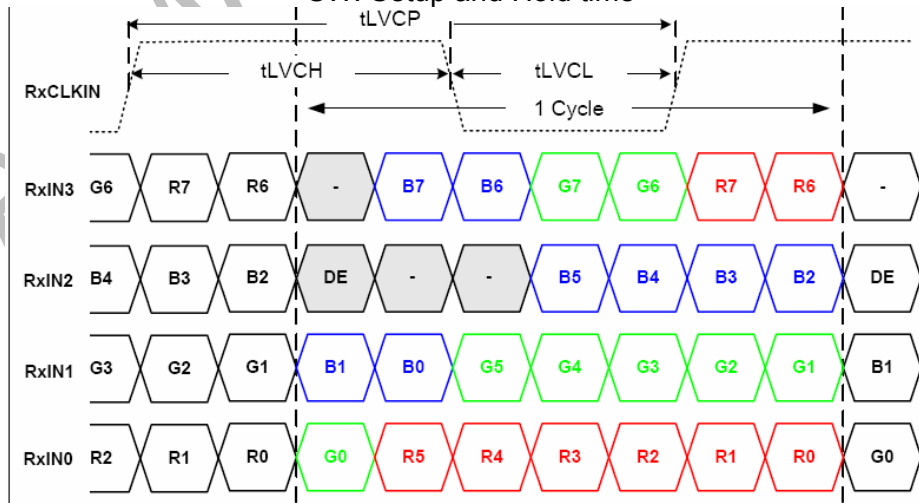 tLVCP
tLVCH
tLVCL
RxCLKIN
1 Cycle
RxIN3 G6 R7 R6 - B7 B6 G7 G6 R7 R6 -
RxIN2 B4 B3 B2 DE - - B5 B4 B3 B2 DE
RxIN1 G3 G2 G1 B1 B0 G5 G4 G3 G2 G1 B1
RxIN0 R2 R1 R0 G0 R5 R4 R3 R2 R1 R0 G0